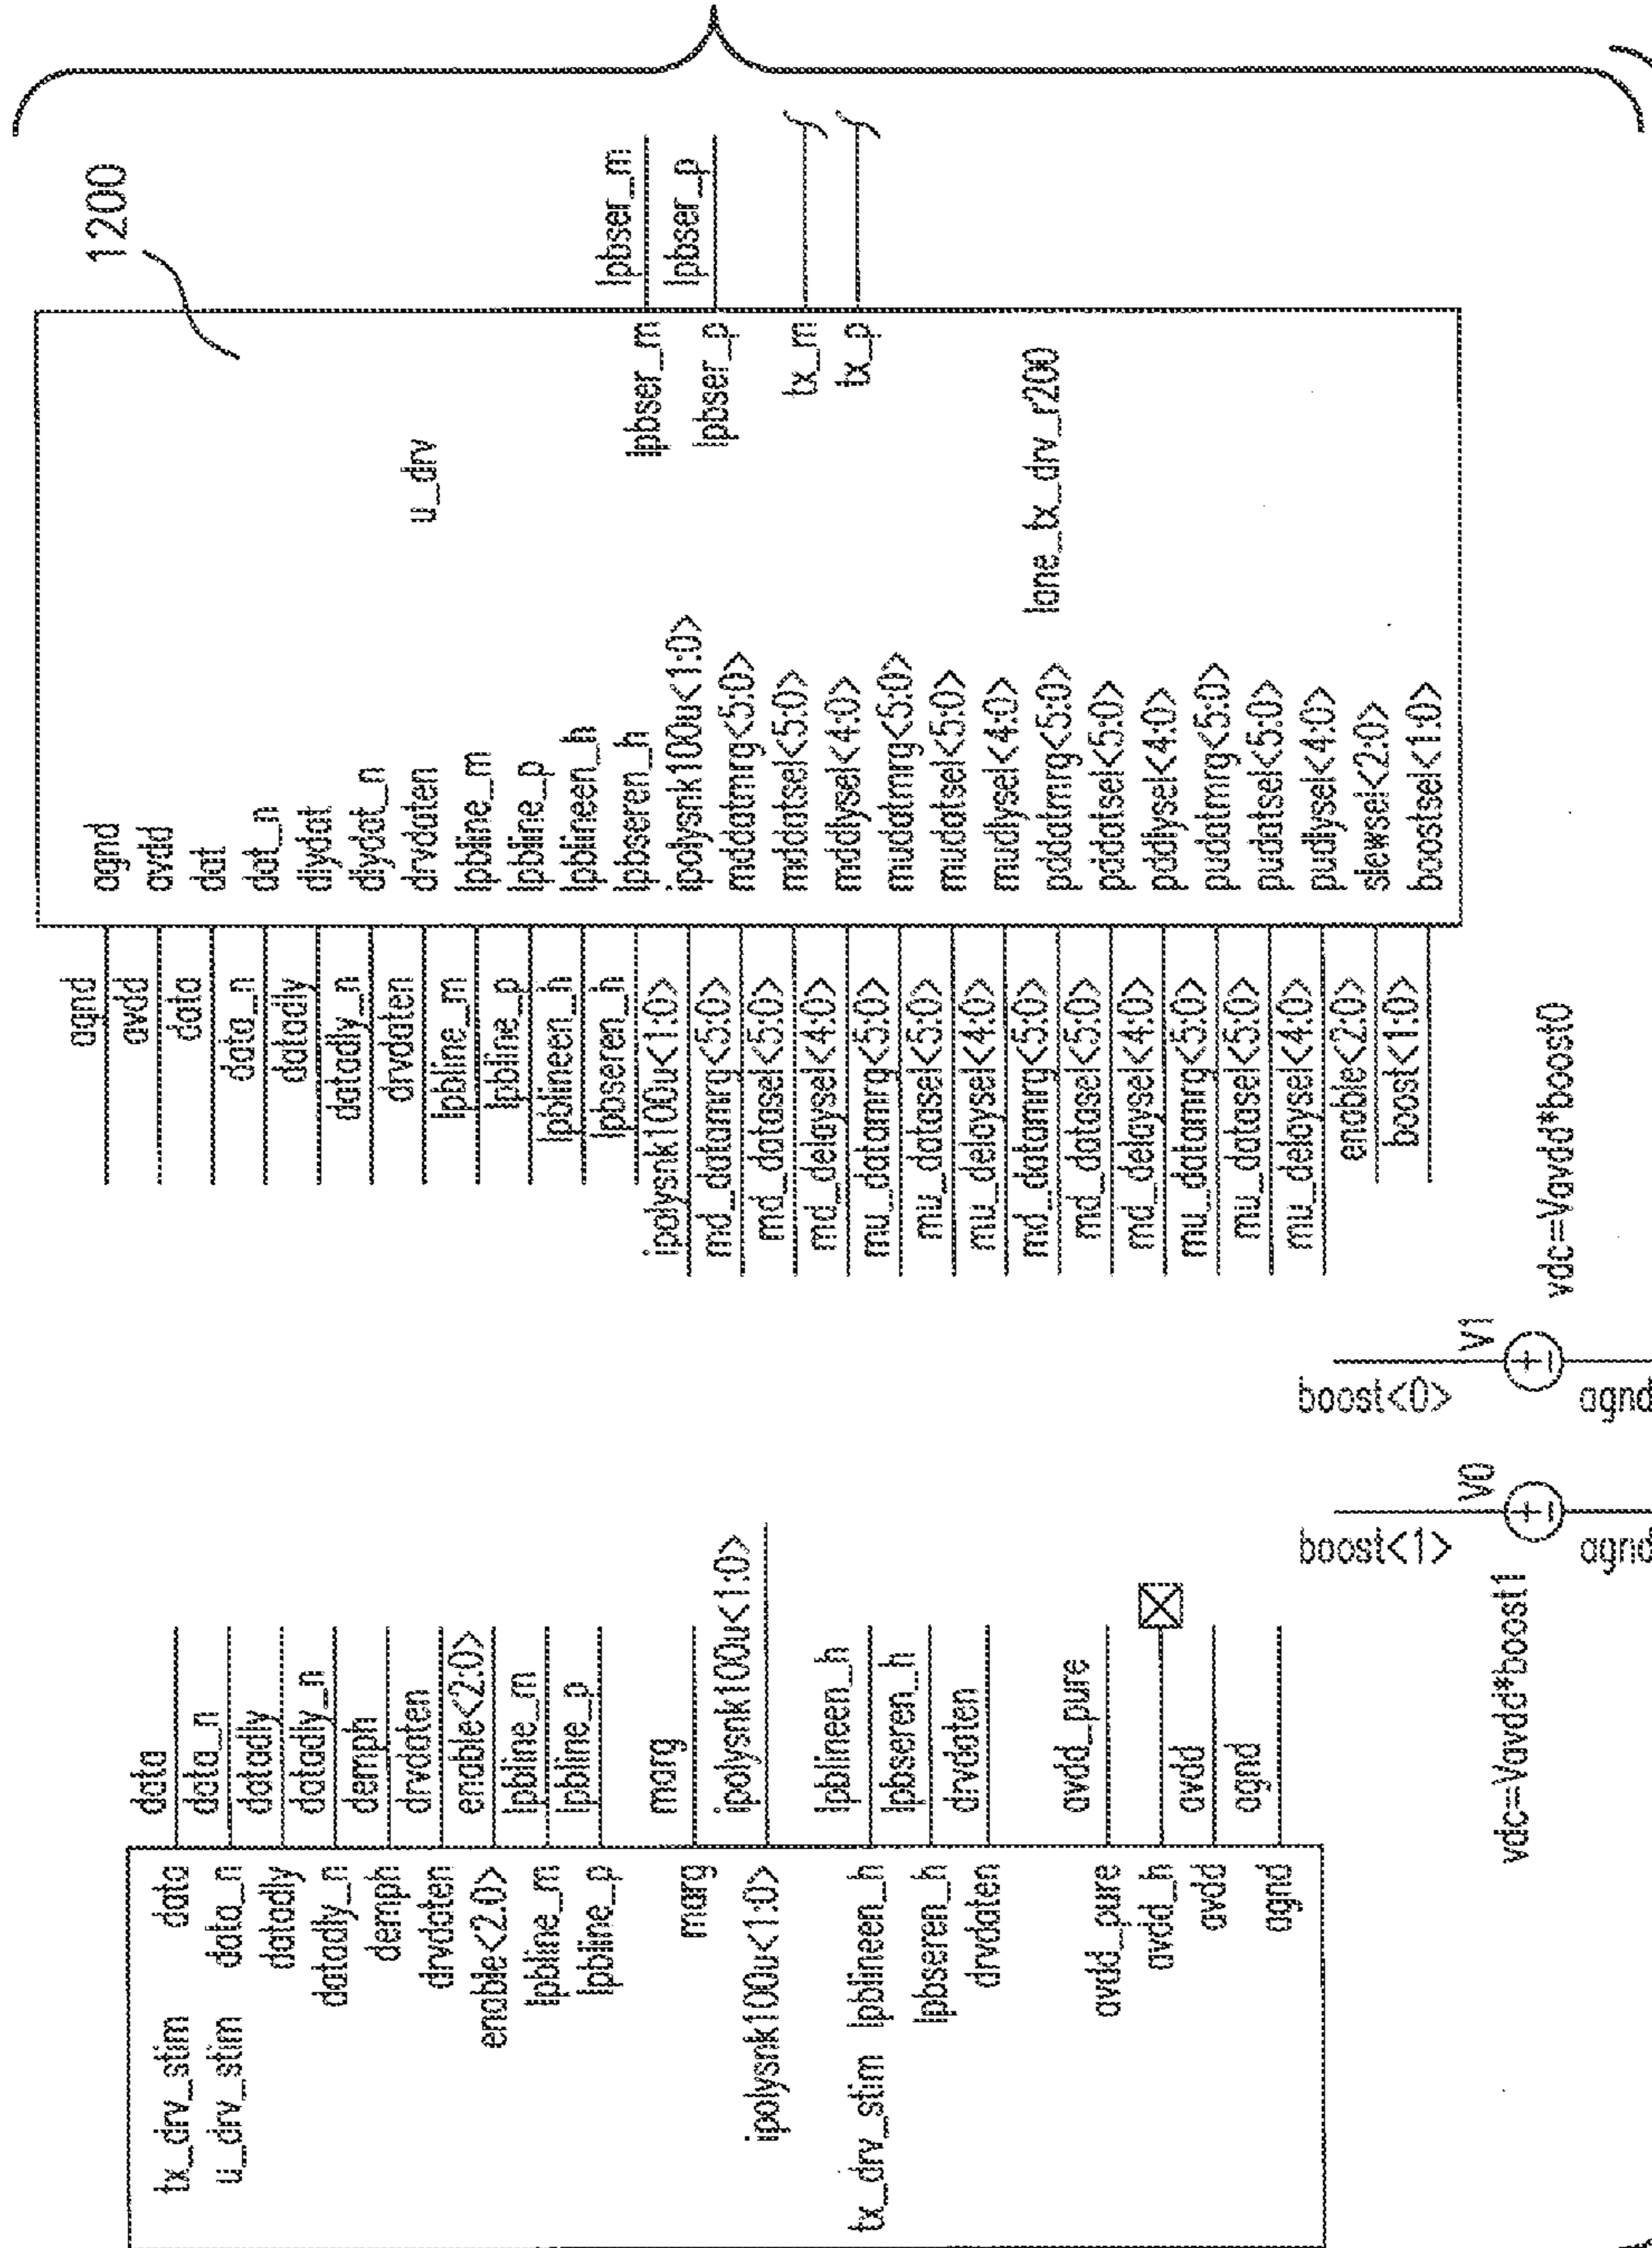 tx_drv_stim
u_drv_stim
tx_drv_stim
data
data_n
datadly
datadly_n
demph
drvdaten
enable<2:0>
lpbline_m
lpbline_p
marg
ipolysnk100u<1:0>
lpblineen_h
lpbseren_h
drvdaten
avdd_pure
avdd_h
avdd
agnd
data
data_n
datadly
datadly_n
demph
drvdaten
enable<2:0>
lpbline_m
lpbline_p
marg
ipolysnk100u<1:0>
lpblineen_h
lpbseren_h
drvdaten
avdd_pure
avdd
agnd
vdc=Vavdd*boost1
boost<1>
V0
agnd
boost<0>
V1
agnd
vdc=Vavdd*boost0
agnd
avdd
data
data_n
datadly
datadly_n
drvdaten
lpbline_m
lpbline_p
lpblineen_h
lpbseren_h
ipolysnk100u<1:0>
md_datamrg<5:0>
md_datasel<5:0>
md_delaysel<4:0>
mu_datamrg<5:0>
mu_datasel<5:0>
mu_delaysel<4:0>
md_datamrg<5:0>
md_datasel<5:0>
md_delaysel<4:0>
mu_datamrg<5:0>
mu_datasel<5:0>
mu_delaysel<4:0>
enable<2:0>
boost<1:0>
agnd
avdd
dat
dat_n
dlydat
dlydat_n
drvdaten
lpbline_m
lpbline_p
lpblineen_h
lpbseren_h
ipolysnk100u<1:0>
mddatmrg<5:0>
mddatsel<5:0>
mddlysel<4:0>
mudatmrg<5:0>
mudatsel<5:0>
mudlysel<4:0>
pddatmrg<5:0>
pddatsel<5:0>
pddlysel<4:0>
pudatmrg<5:0>
pudatsel<5:0>
pudlysel<4:0>
slewsel<2:0>
boostsel<1:0>
u_drv
lane_tx_drv_r200
lpbser_m
lpbser_p
tx_m
tx_p
lpbser_m
lpbser_p
1200